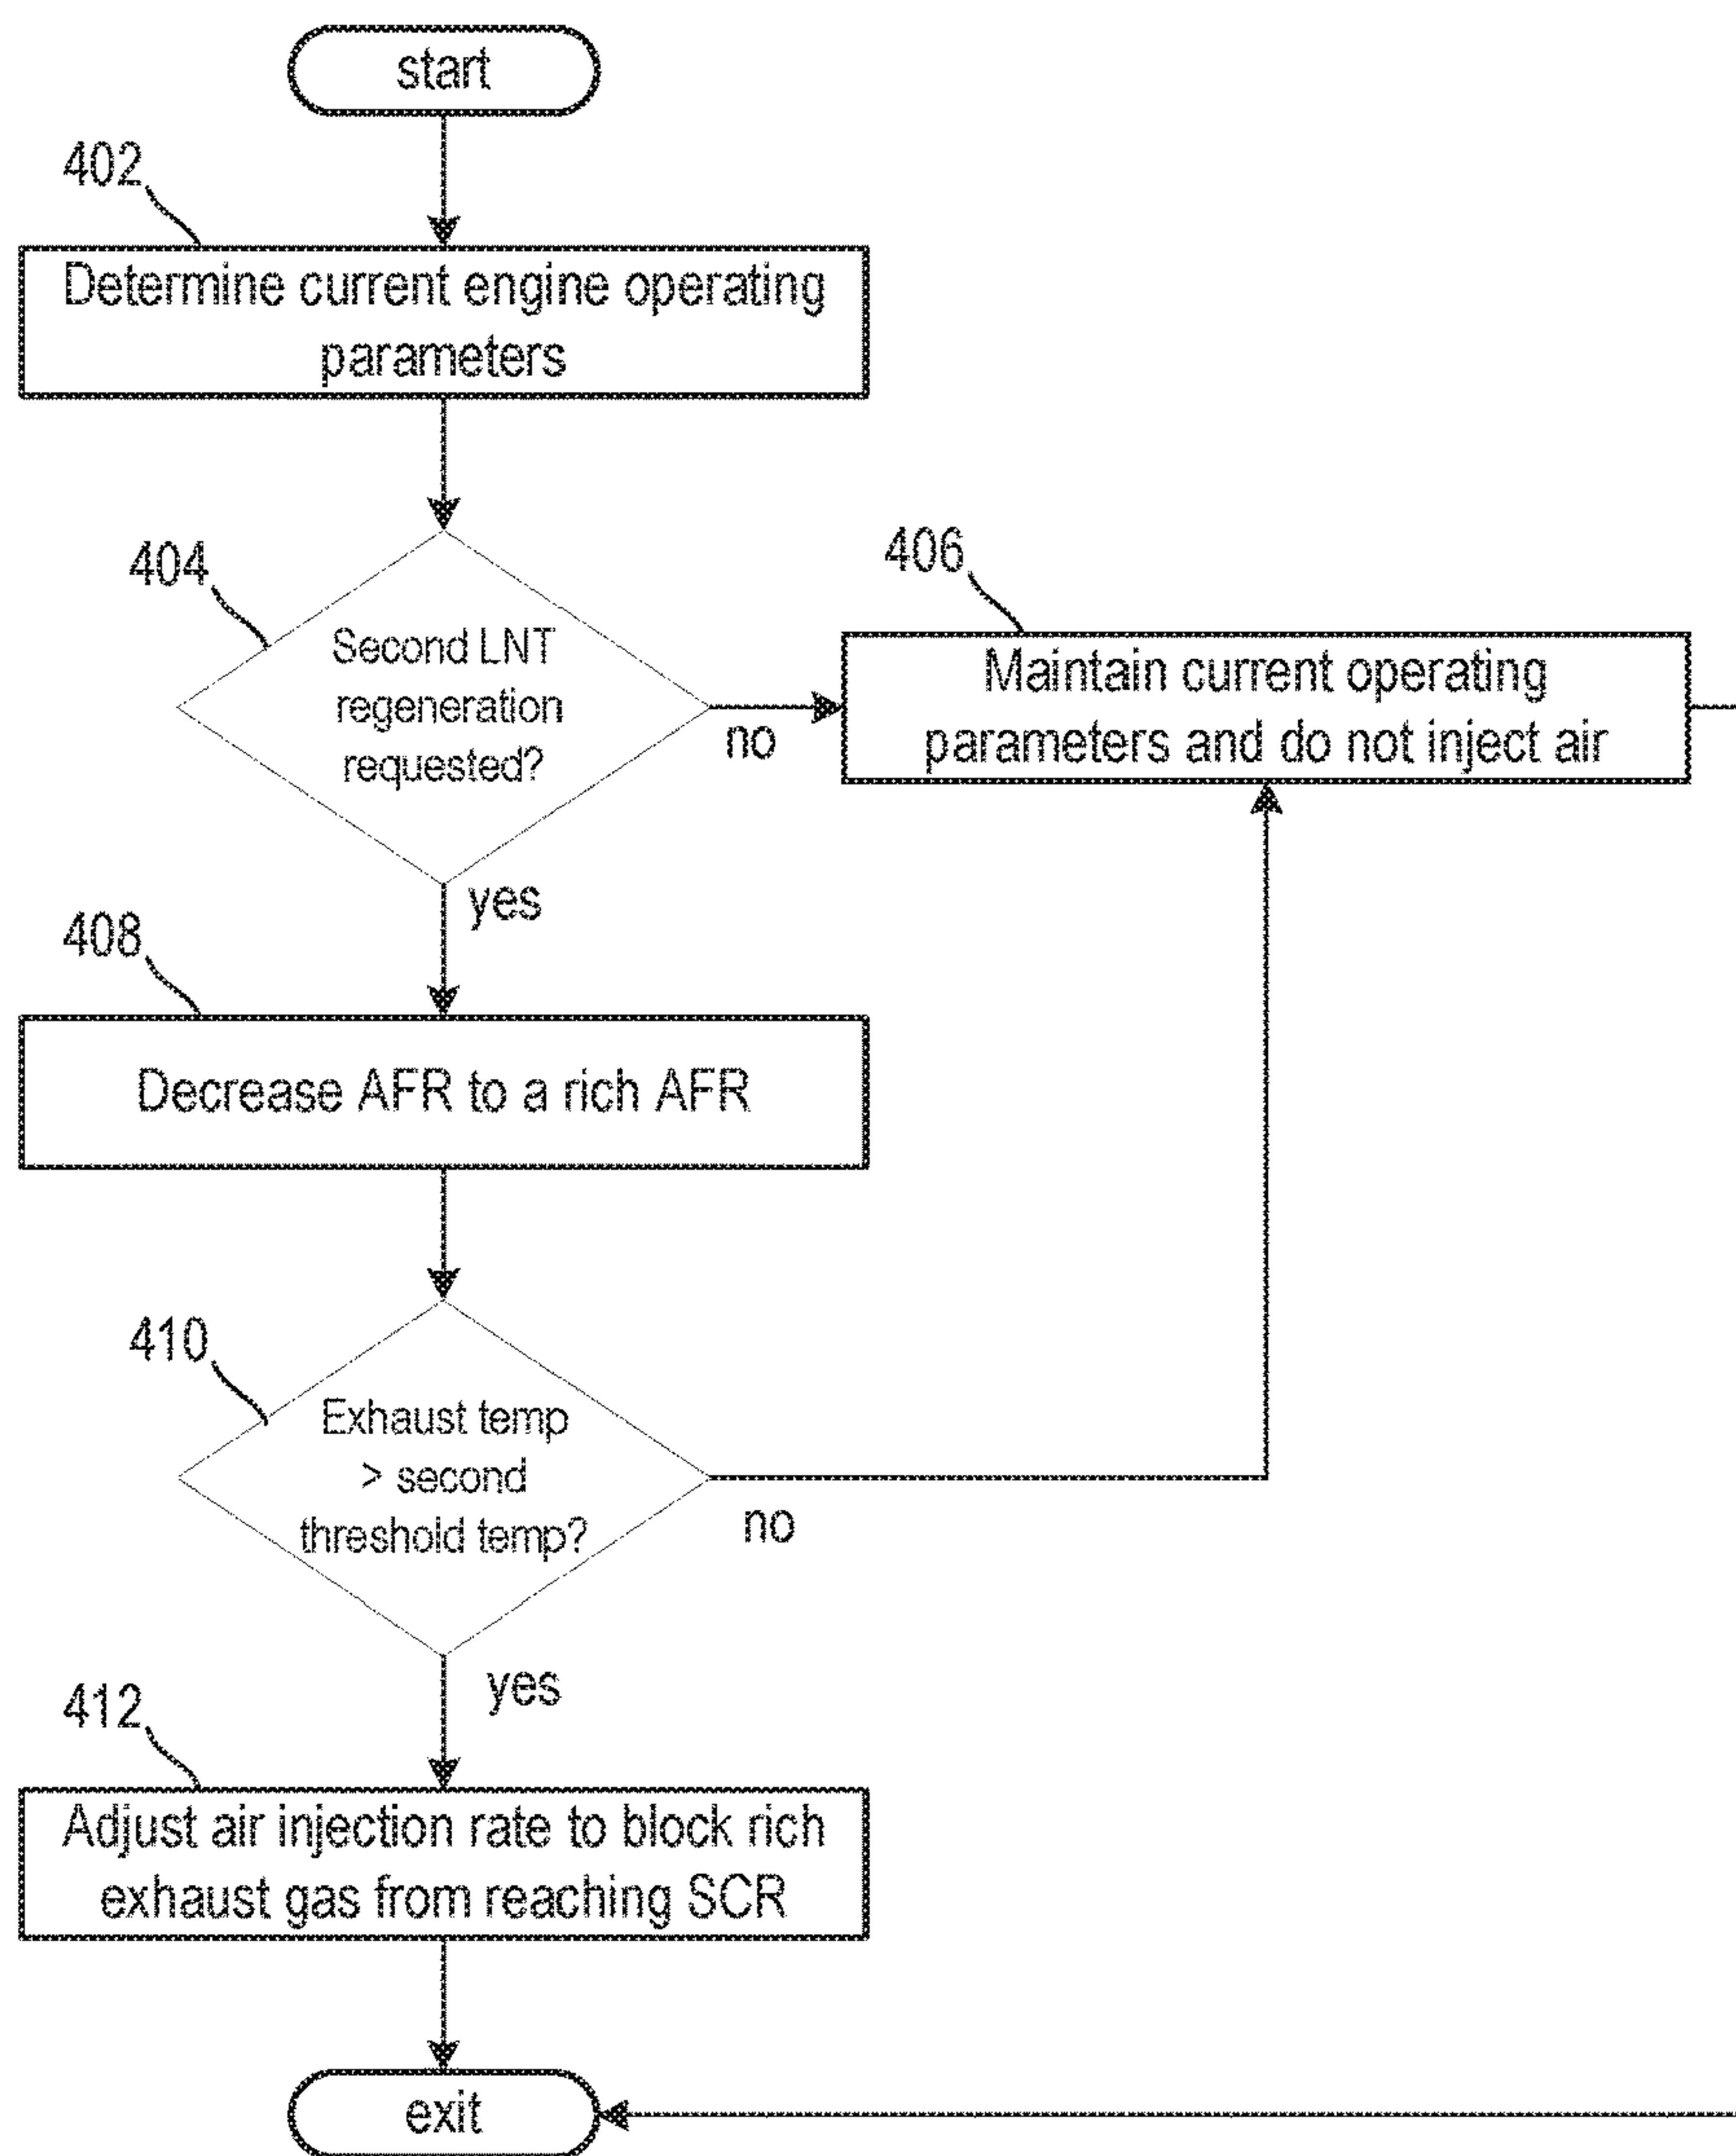 start
402
Determine current engine operating
parameters
404
Second LNT
regeneration
requested?
no
406
Maintain current operating
parameters and do not inject air
yes
408
Decrease AFR to a rich AFR
410
Exhaust temp
> second
threshold temp?
no
yes
412
Adjust air injection rate to block rich
exhaust gas from reaching SCR
exit